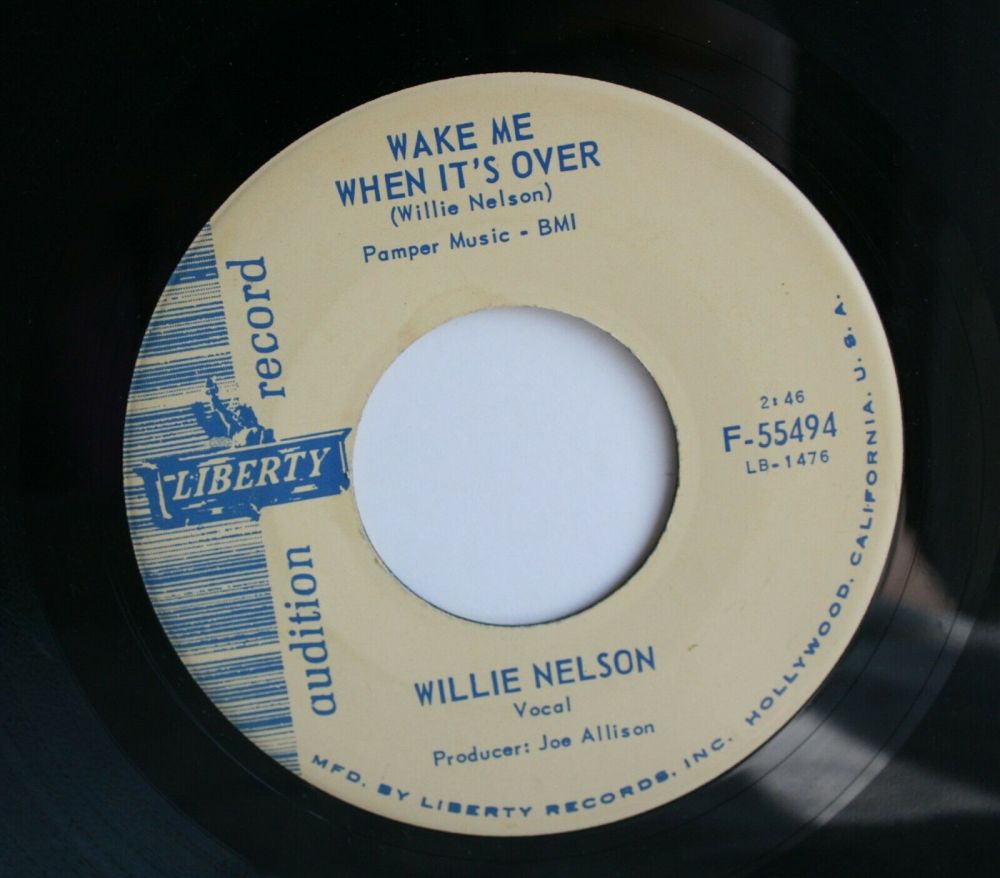 WAKE ME
WHEN IT'S OVER
(Willie Nelson)
Pamper Music - BMI
record
LIBERTY
audition
2:46
F-55494
LB-1476
WILLIE NELSON
Vocal
Producer: Joe Allison
MFD. BY LIBERTY RECORDS, INC. HOLLYWOOD, CALIFORNIA, U. S. A.